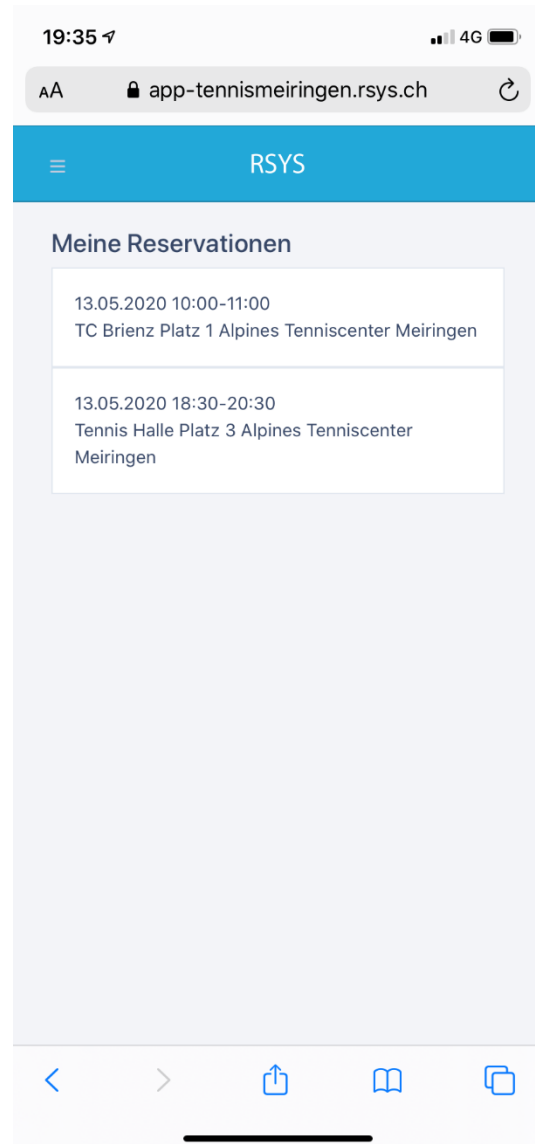 19:35
4G
AA app-tennismeiringen.rsys.ch
RSYS
Meine Reservationen
13.05.2020 10:00-11:00
TC Brienz Platz 1 Alpines Tenniscenter Meiringen
13.05.2020 18:30-20:30
Tennis Halle Platz 3 Alpines Tenniscenter
Meiringen